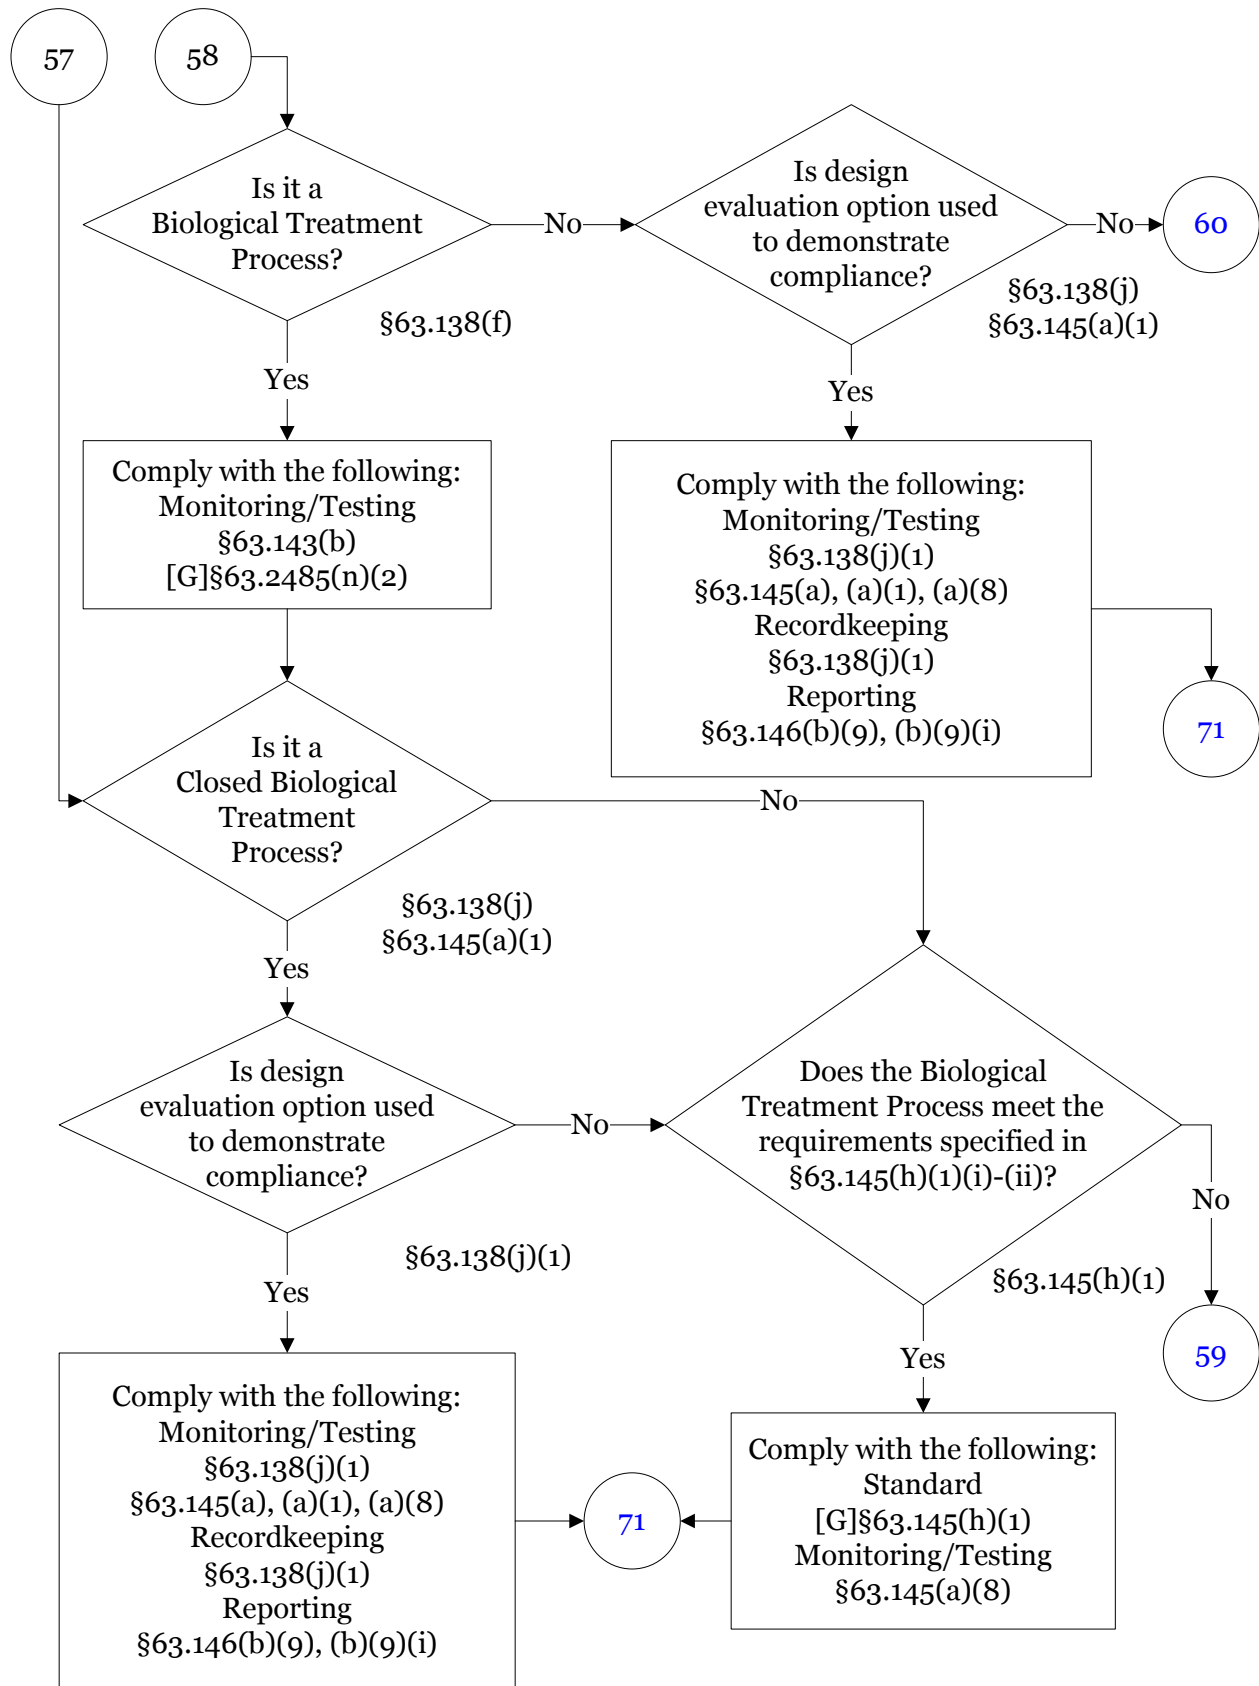 57
58
Is it a
Biological Treatment
Process?
No
Is design
evaluation option used
to demonstrate
compliance?
No
60
§63.138(f)
§63.138(j)
§63.145(a)(1)
Yes
Yes
Comply with the following:
Monitoring/Testing
§63.143(b)
[G]§63.2485(n)(2)
Comply with the following:
Monitoring/Testing
§63.138(j)(1)
§63.145(a), (a)(1), (a)(8)
Recordkeeping
§63.138(j)(1)
Reporting
§63.146(b)(9), (b)(9)(i)
71
Is it a
Closed Biological
Treatment
Process?
No
§63.138(j)
§63.145(a)(1)
Yes
Is design
evaluation option used
to demonstrate
compliance?
No
Does the Biological
Treatment Process meet the
requirements specified in
§63.145(h)(1)(i)-(ii)?
No
§63.138(j)(1)
§63.145(h)(1)
Yes
Yes
59
Comply with the following:
Monitoring/Testing
§63.138(j)(1)
§63.145(a), (a)(1), (a)(8)
Recordkeeping
§63.138(j)(1)
Reporting
§63.146(b)(9), (b)(9)(i)
71
Comply with the following:
Standard
[G]§63.145(h)(1)
Monitoring/Testing
§63.145(a)(8)